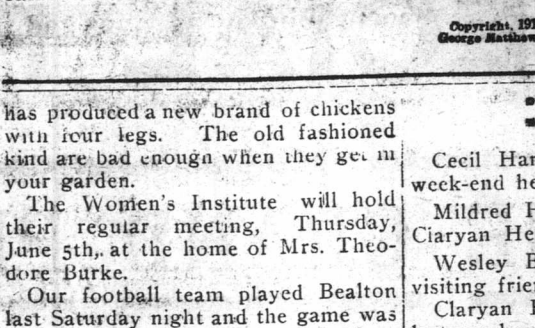 Copyright, 191
George Matthew
has produced a new brand of chickens
with four legs. The old fashioned
kind are bad enough when they get in
your garden.
The Women's Institute will hold
their regular meeting, Thursday,
June 5th, at the home of Mrs. Theo-
dore Burke.
Our football team played Bealton
last Saturday night and the game was
Cecil Har
week-end he
Mildred H
Claryan He
Wesley B
visiting frie
Claryan